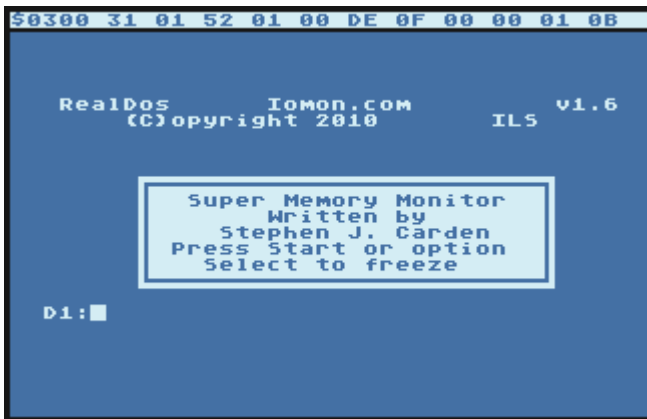 $0300 31 01 52 01 00 DE 0F 00 00 01 0B
RealDos Iomon.com v1.6
(C)opyright 2010 ILS
Super Memory Monitor
Written by
Stephen J. Carden
Press Start or option
Select to freeze
D1: